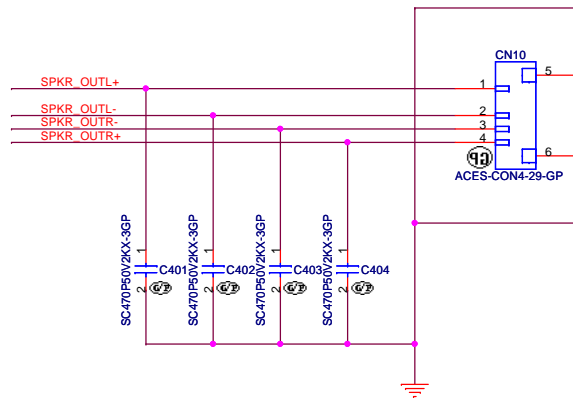 CN10
SPKR_OUTL+
1
5
SPKR_OUTL-
2
SPKR_OUTR-
3
SPKR_OUTR+
4
6
GP
ACES-CON4-29-GP
SC470P50V2KX-3GP
SC470P50V2KX-3GP
SC470P50V2KX-3GP
SC470P50V2KX-3GP
1
1
1
1
C401
C402
C403
C404
2
2
2
2
G/P
G/P
G/P
G/P